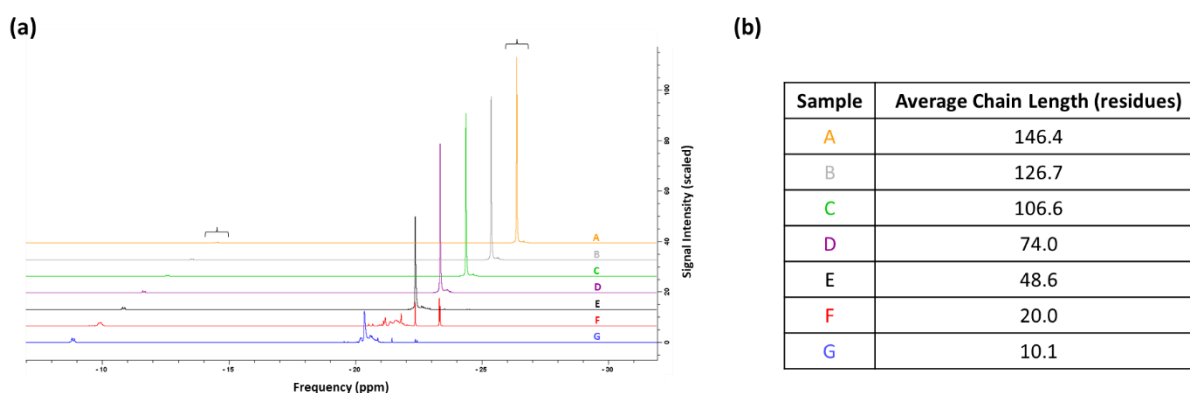 (a)
100
80
60
40
20
0
Signal Intensity (scaled)
A
B
C
D
E
F
G
- 10
- 15
- 20
- 25
- 30
Frequency (ppm)
(b)
Sample Average Chain Length (residues)
A 146.4
B 126.7
C 106.6
D 74.0
E 48.6
F 20.0
G 10.1